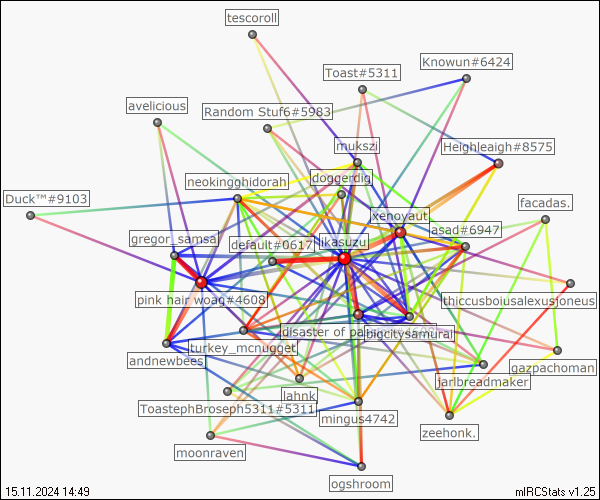 tescoroll
Toast#5311
Knowun#6424
avelicious
Random Stuf6#5983
mukszi
Heighleigh#8575
neokingghidorah
doggerdig
Duck™#9103
xenoyaut
facadas.
gregor_samsa
default#0617
ikasuzu
asad#6947
pink hair woag#4608
thiccusboiusalexusjoneus
disaster of
bigcitysamurai
turkey_mcnugget
andnewbees
gazpachoman
lahnk
jarlbreadmaker
ToastephBroseph5311#5311
mingus4742
zeehonk.
moonraven
ogshroom
15.11.2024 14:49
mIRCStats v1.25